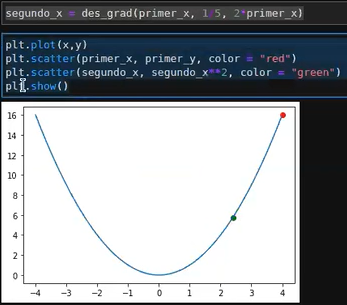 segundo_x = des_grad(primer_x, 1/5, 2*primer_x)
plt.plot(x,y)
plt.scatter(primer_x, primer_y, color = "red")
plt.scatter(segundo_x, segundo_x**2, color = "green")
plt.show()
16
14
12
10
8
6
4
2
0
−4 −3 −2 −1 0 1 2 3 4